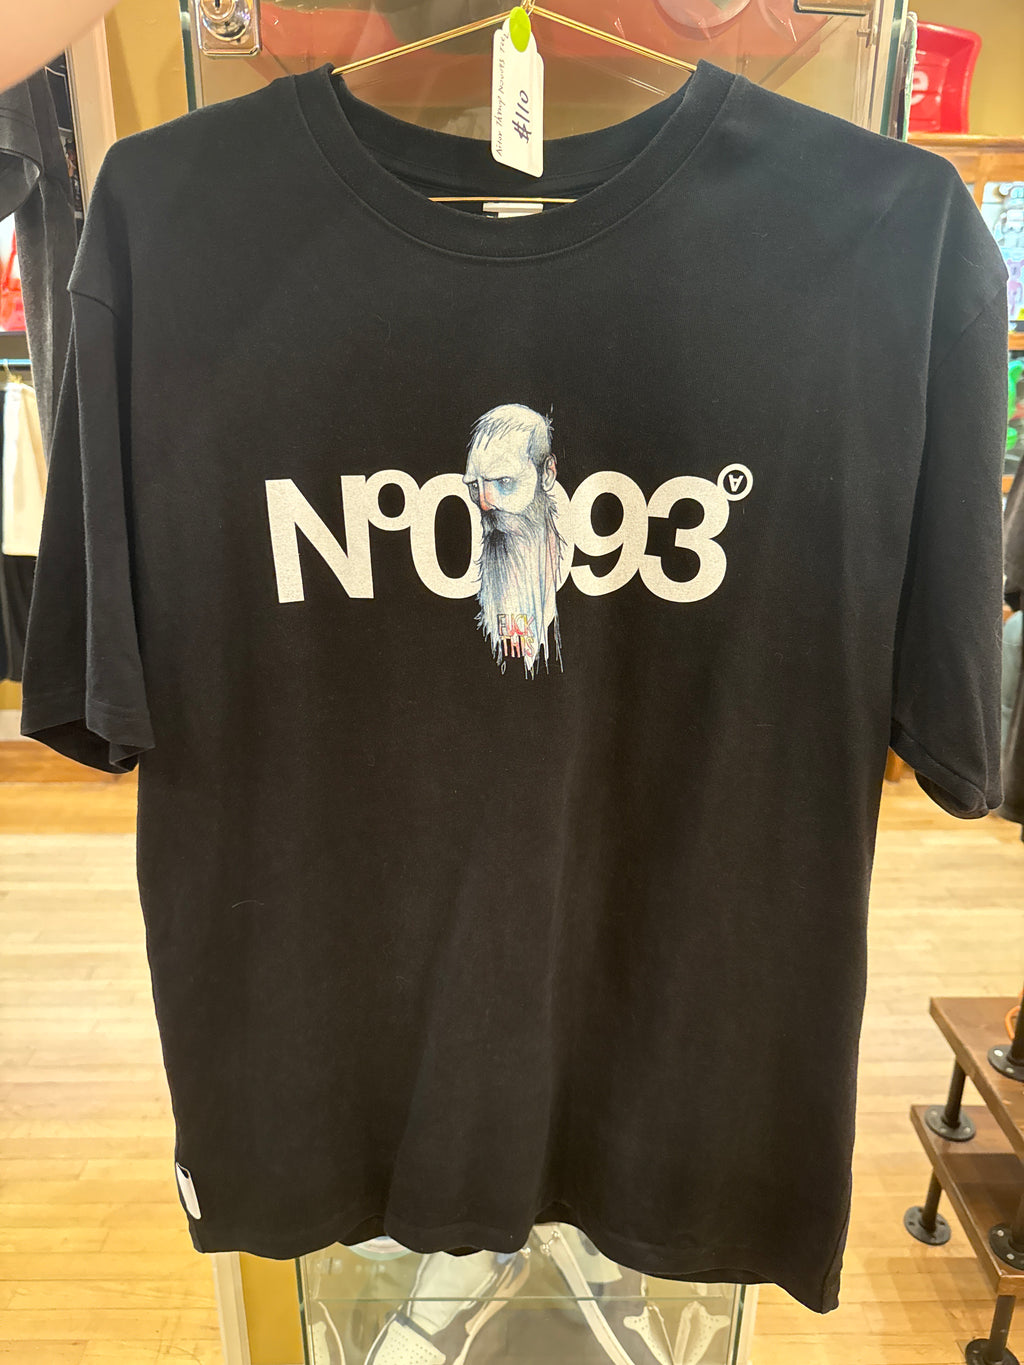 $110
Nº0093
A
FUCK
THIS
e